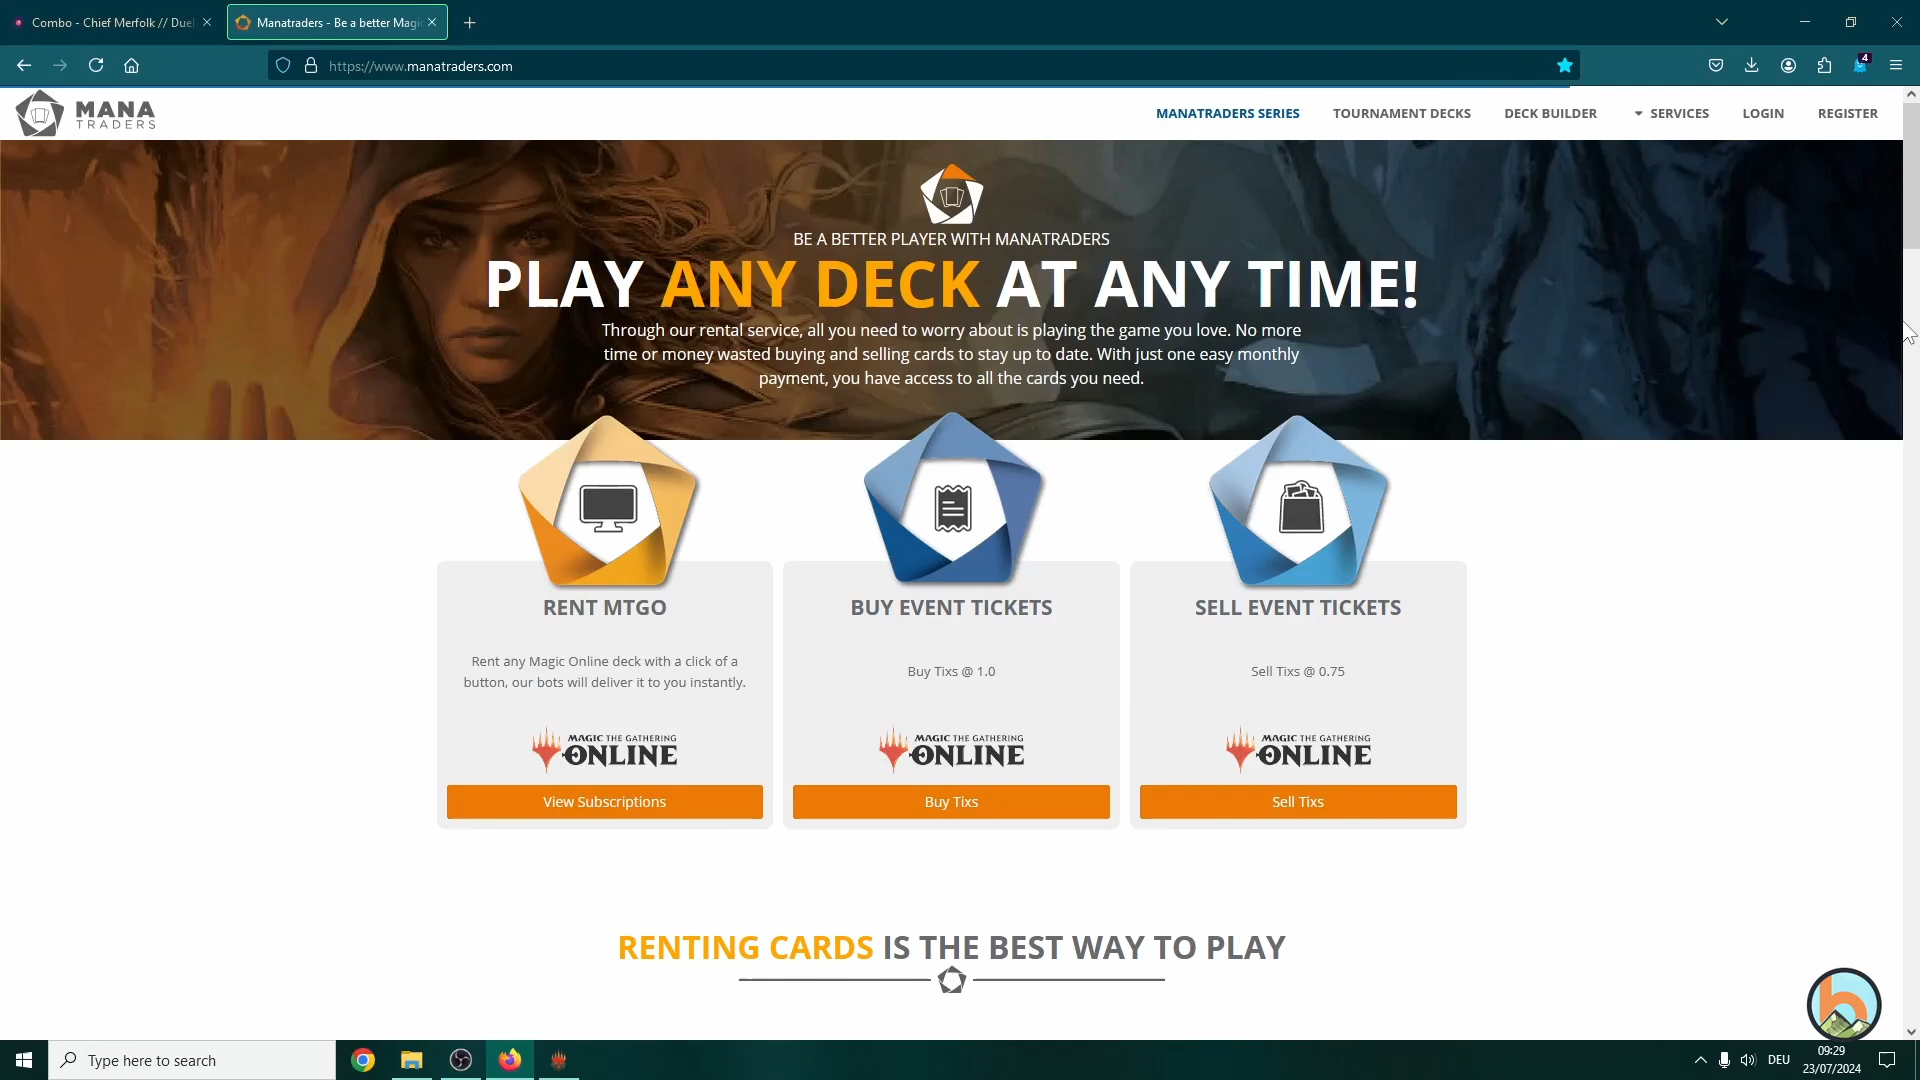 Combo - Chief Merfolk // Duel
Manatraders - Be a better Magi
https://www.manatraders.com
4
MANA
TRADERS
MANATRADERS SERIES
TOURNAMENT DECKS
DECK BUILDER
SERVICES
LOGIN
REGISTER
BE A BETTER PLAYER WITH MANATRADERS
PLAY ANY DECK AT ANY TIME!
Through our rental service, all you need to worry about is playing the game you love. No more
time or money wasted buying and selling cards to stay up to date. With just one easy monthly
payment, you have access to all the cards you need.
RENT MTGO
Rent any Magic Online deck with a click of a
button, our bots will deliver it to you instantly.
MAGIC THE GATHERING
ONLINE
View Subscriptions
BUY EVENT TICKETS
Buy Tixs @ 1.0
MAGIC THE GATHERING
ONLINE
Buy Tixs
SELL EVENT TICKETS
Sell Tixs @ 0.75
MAGIC THE GATHERING
ONLINE
Sell Tixs
RENTING CARDS IS THE BEST WAY TO PLAY
b
Type here to search
DEU
09:29
23/07/2024